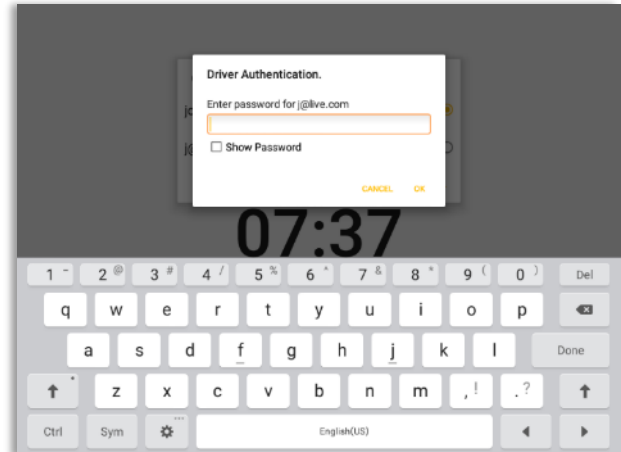 Driver Authentication.
jo
Enter password for j@live.com
j@
Show Password
CANCEL OK
07:37
1 - 2 @ 3 # 4 / 5 % 6 ^ 7 & 8 * 9 ( 0 ) Del
q w e r t y u i o p
a s d f g h j k l Done
z x c v b n m , ! . ?
Ctrl Sym ... English(US)